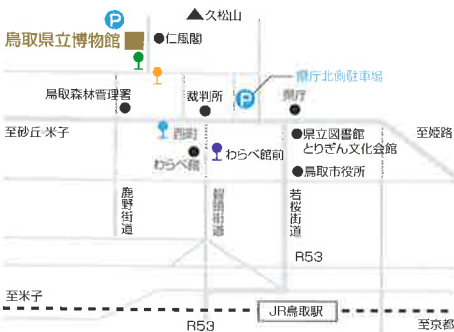 P
▲久松山
鳥取県立博物館
●仁風閣
県庁北側駐車場
鳥取森林管理署
裁判所
P
県庁
至砂丘・米子
西町
●県立図書館
とりぎん文化会館
至姫路
わらべ館
わらべ館前
●鳥取市役所
鹿野街道
智頭街道
若桜街道
R53
至米子
JR鳥取駅
R53
至京都